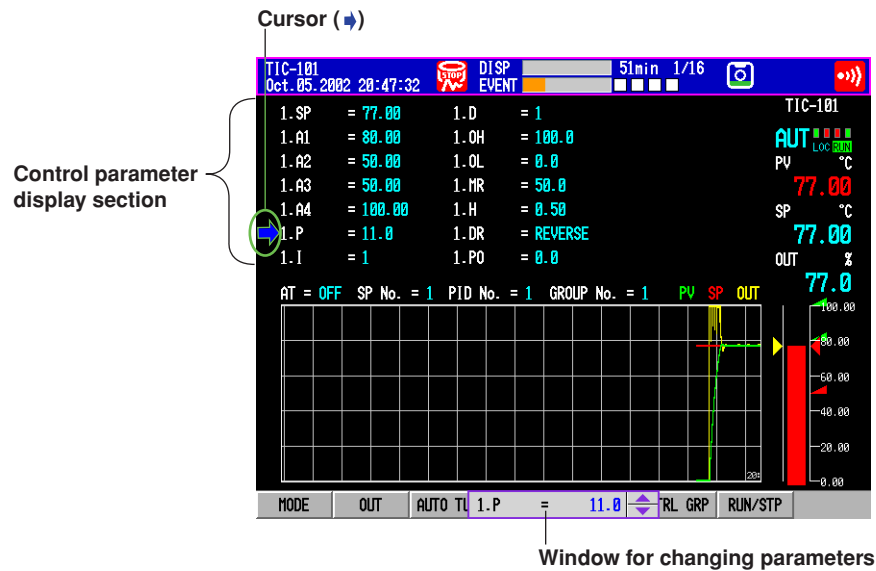 Cursor ( )
TIC-101 DISP 51min 1/16
Oct.05.2002 20:47:32 STOP EVENT
Control parameter
display section
1.SP = 77.00 1.D = 1
1.A1 = 80.00 1.OH = 100.0
1.A2 = 50.00 1.OL = 0.0
1.A3 = 50.00 1.MR = 50.0
1.A4 = 100.00 1.H = 0.50
1.P = 11.0 1.DR = REVERSE
1.I = 1 1.PO = 0.0
TIC-101
AUT LOC RUN
PV °C
77.00
SP °C
77.00
OUT %
77.0
AT = OFF SP No. = 1 PID No. = 1 GROUP No. = 1 PV SP OUT
100.00
80.00
60.00
40.00
20.00
0.00
MODE OUT AUTO TU 1.P = 11.0 TRL GRP RUN/STP
Window for changing parameters